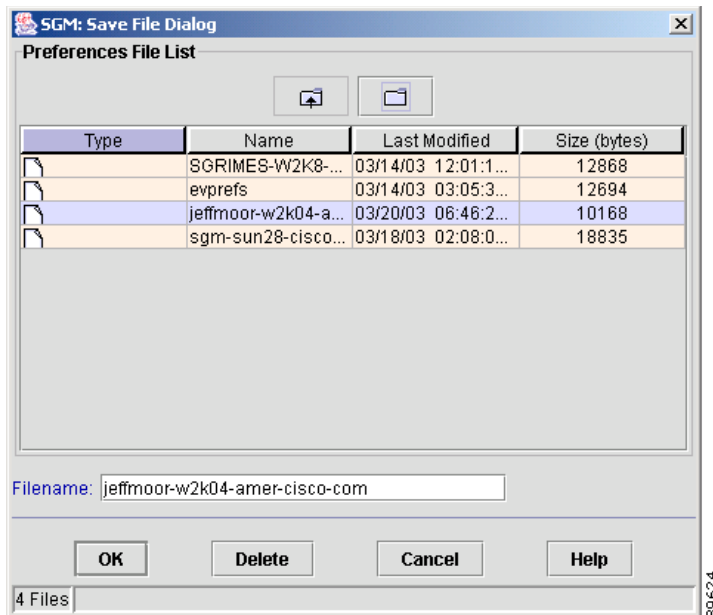 SGM: Save File Dialog
Preferences File List
Type Name Last Modified Size (bytes)
SGRIMES-W2K8-... 03/14/03 12:01:1... 12868
evprefs 03/14/03 03:05:3... 12694
jeffmoor-w2k04-a... 03/20/03 06:46:2... 10168
sgm-sun28-cisco... 03/18/03 02:08:0... 18835
Filename: jeffmoor-w2k04-amer-cisco-com
OK Delete Cancel Help
4 Files